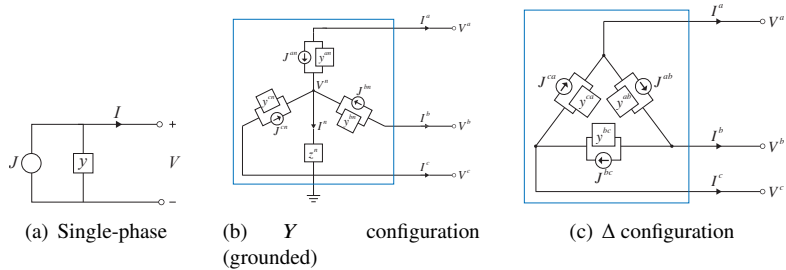 I
J
y
V
+
−
(a) Single-phase
I^a
V^a
J^{an}
y^{an}
V^n
y^{cn}
J^{cn}
J^{bn}
y^{bn}
I^n
z^n
I^b
V^b
I^c
V^c
(b) Y configuration
(grounded)
I^a
V^a
J^{ca}
y^{ca}
J^{ab}
y^{ab}
y^{bc}
J^{bc}
I^b
V^b
I^c
V^c
(c) Δ configuration